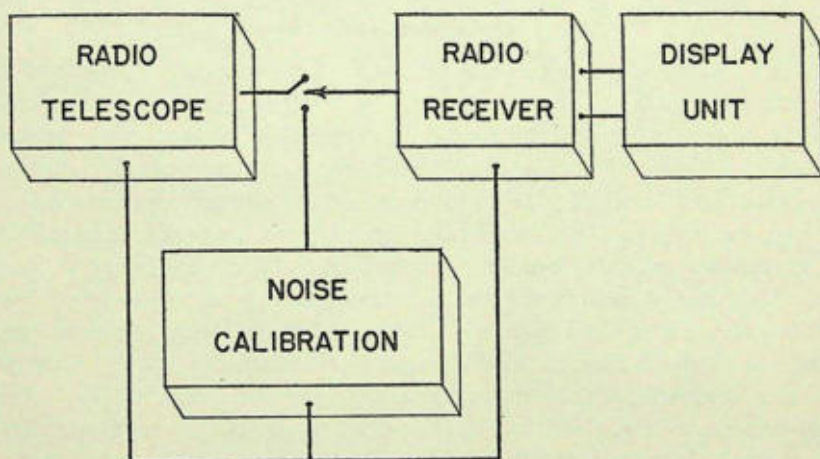 RADIO
TELESCOPE
RADIO
RECEIVER
DISPLAY
UNIT
NOISE
CALIBRATION